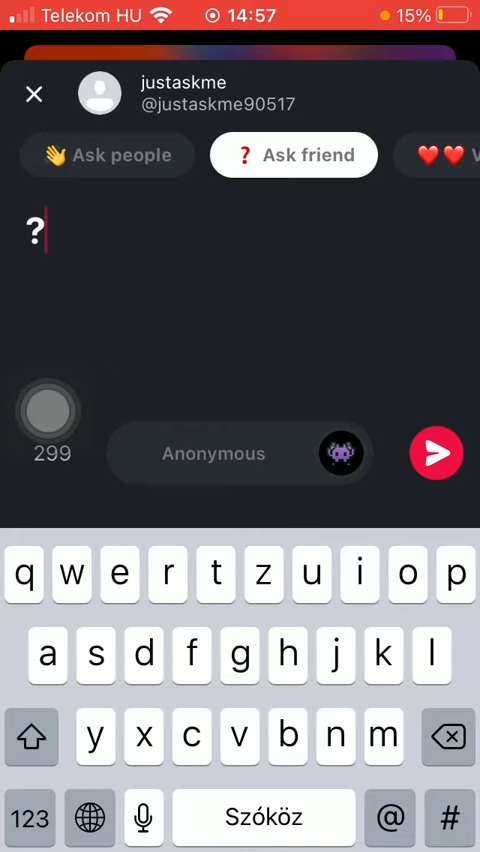 Telekom HU 14:57 15%
justaskme
@justaskme90517
👋 Ask people ❓ Ask friend ❤️❤️ V
?
299 Anonymous
q w e r t z u i o p
a s d f g h j k l
y x c v b n m
123 Szóköz @ #